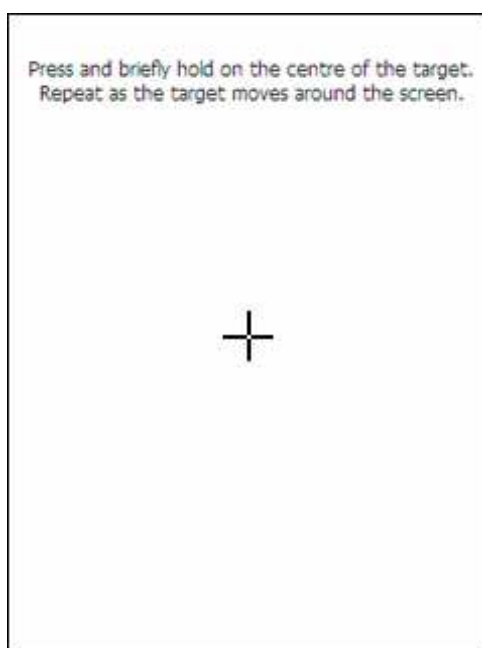 Press and briefly hold on the centre of the target.
Repeat as the target moves around the screen.